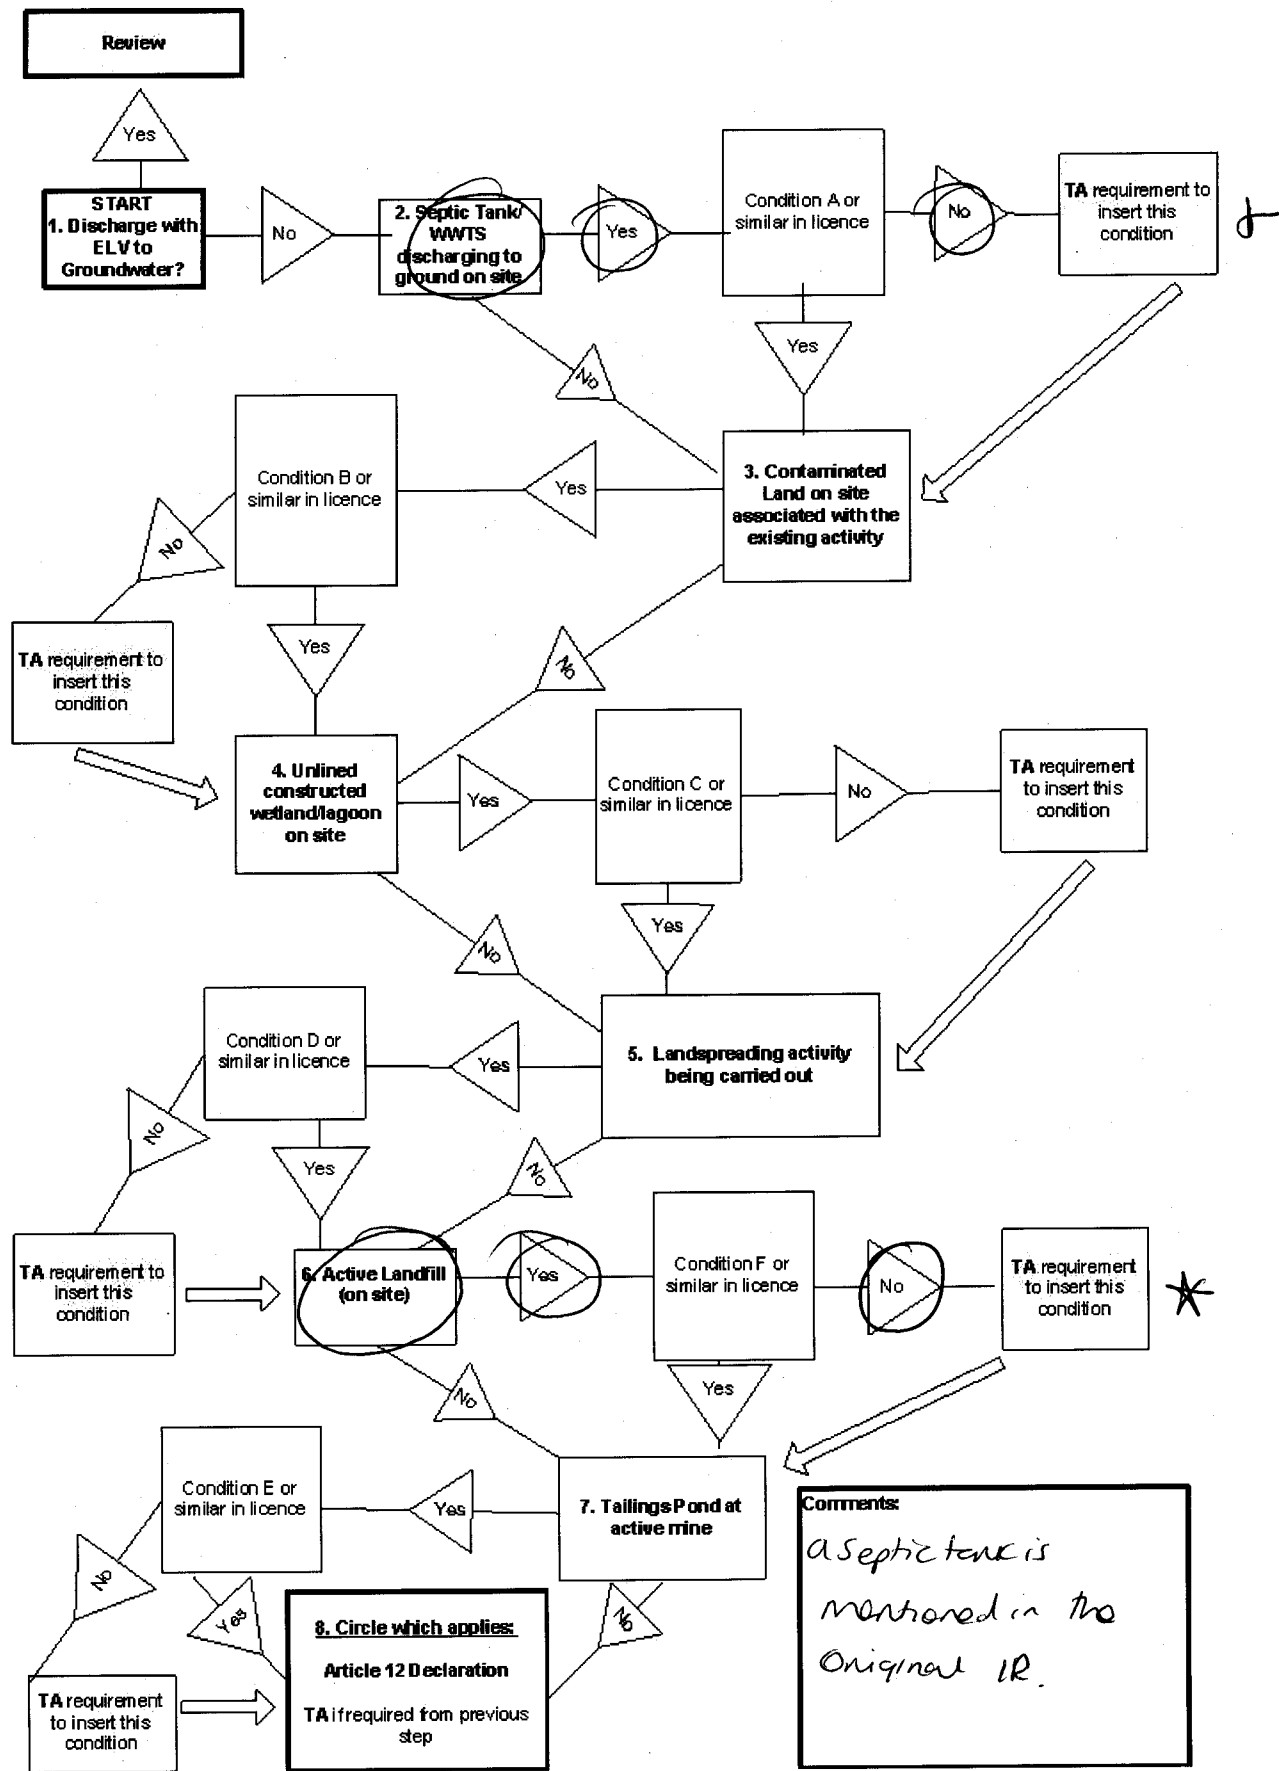 Review
Yes
START
1. Discharge with
ELV to
Groundwater?
No
2. Septic Tank/
WWTS
discharging to
ground on site
Yes
Condition A or
similar in licence
No
TA requirement to
insert this
condition
Yes
No
3. Contaminated
Land on site
associated with the
existing activity
Yes
Condition B or
similar in licence
No
TA requirement to
insert this
condition
Yes
No
4. Unlined
constructed
wetland/lagoon
on site
Yes
Condition C or
similar in licence
No
TA requirement
to insert this
condition
Yes
No
5. Landspreading activity
being carried out
Yes
Condition D or
similar in licence
No
TA requirement to
insert this
condition
Yes
No
6. Active Landfill
(on site)
Yes
Condition F or
similar in licence
No
TA requirement
to insert this
condition
Yes
No
7. Tailings Pond at
active mine
Yes
Condition E or
similar in licence
No
TA requirement
to insert this
condition
Yes
No
8. Circle which applies:
Article 12 Declaration
TA if required from previous
step
Comments:
a septic tank is
mentioned in the
Original IR.